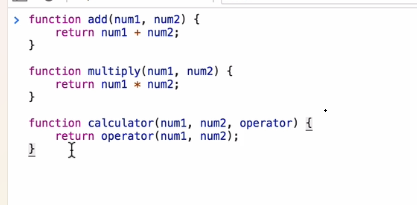 function add(num1, num2) {
    return num1 + num2;
}
function multiply(num1, num2) {
    return num1 * num2;
}
function calculator(num1, num2, operator) {
    return operator(num1, num2);
}